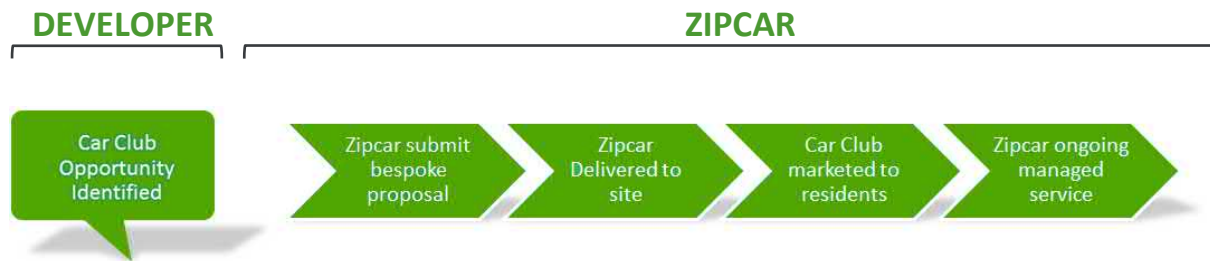 DEVELOPER
ZIPCAR
Car Club
Opportunity
Identified
Zipcar submit
bespoke
proposal
Zipcar
Delivered to
site
Car Club
marketed to
residents
Zipcar ongoing
managed
service